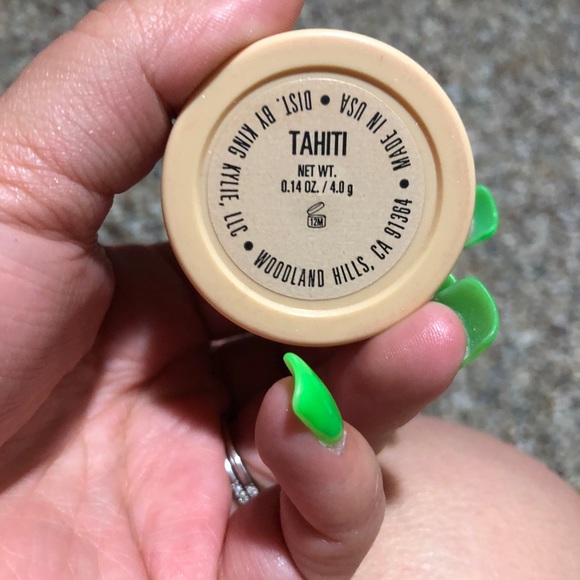 TAHITI
NET WT.
0.14 OZ. / 4.0 g
12M
DIST. BY KING KYLIE, LLC • WOODLAND HILLS, CA 91364 • MADE IN USA •